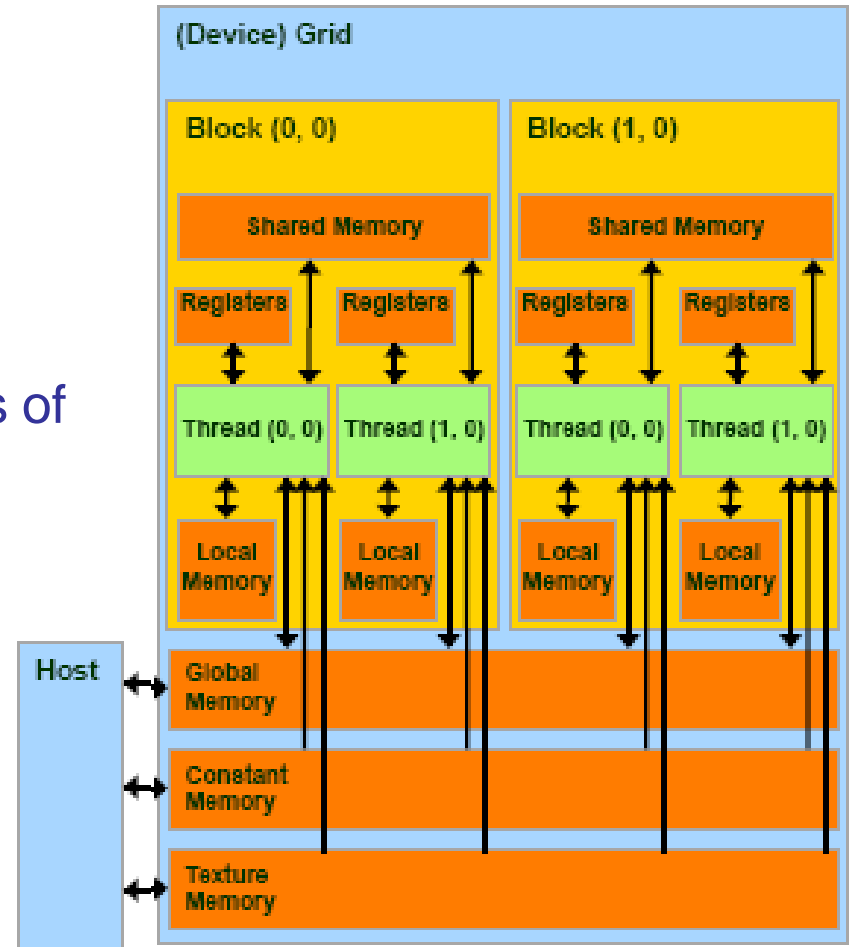 (Device) Grid
Block (0, 0)
Block (1, 0)
Shared Memory
Shared Memory
Registers
Registers
Registers
Registers
s of
Thread (0, 0)
Thread (1, 0)
Thread (0, 0)
Thread (1, 0)
Local
Memory
Local
Memory
Local
Memory
Local
Memory
Host
Global
Memory
Constant
Memory
Texture
Memory